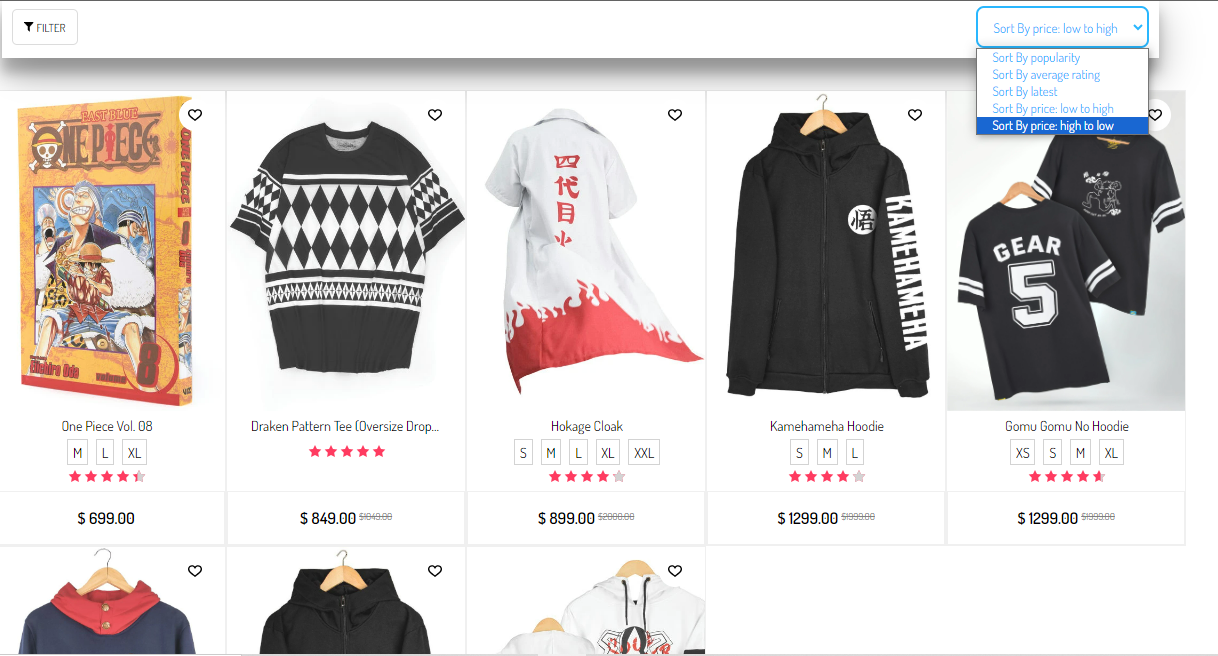 FILTER
Sort By price: low to high
Sort By popularity
Sort By average rating
Sort By latest
Sort By price: low to high
Sort By price: high to low
EAST BLUE
ONE PIECE
8
Eiichiro Oda
四
代
目
火
悟
KAMEHAMEHA
GEAR
5
One Piece Vol. 08
M L XL
Draken Pattern Tee (Oversize Drop...
Hokage Cloak
S M L XL XXL
Kamehameha Hoodie
S M L
Gomu Gomu No Hoodie
XS S M XL
$ 699.00
$ 849.00 $1049.00
$ 899.00 $2000.00
$ 1299.00 $1999.00
$ 1299.00 $1999.00